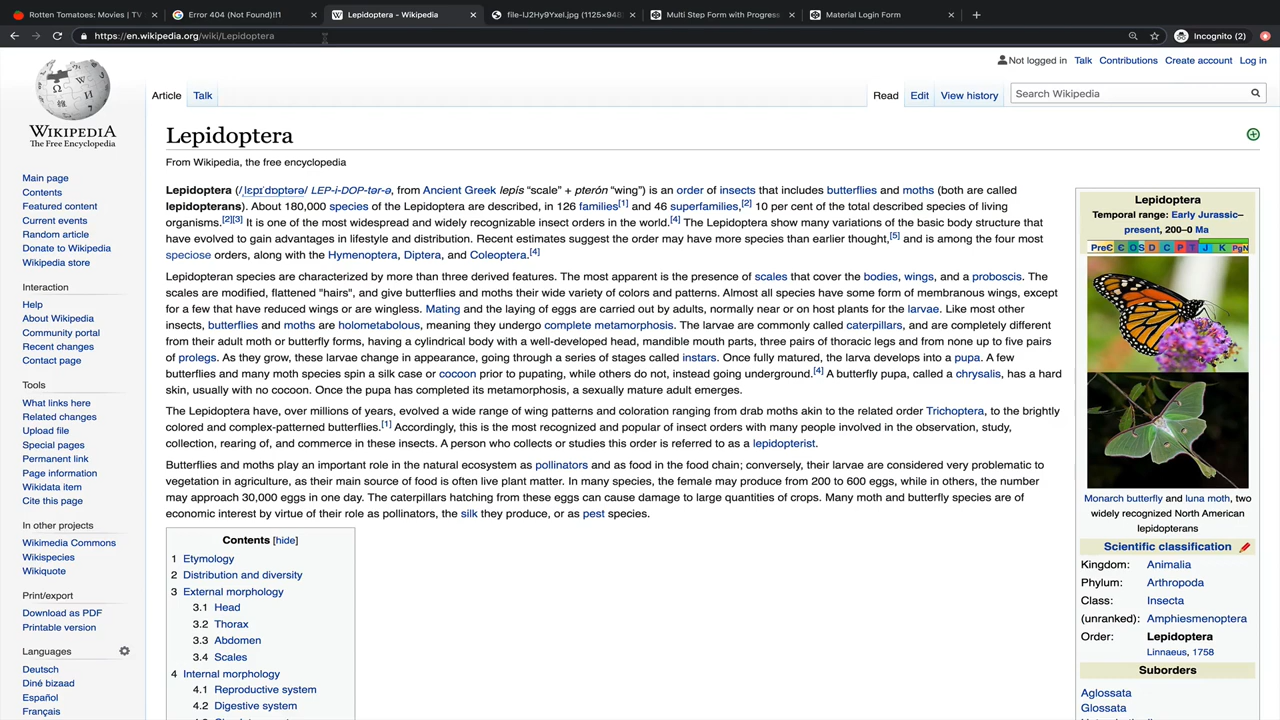 Rotten Tomatoes: Movies | TV
Error 404 (Not Found)!!1
Lepidoptera - Wikipedia
file-IJ2Hy9Yxel.jpg (1125×948)
Multi Step Form with Progress
Material Login Form
https://en.wikipedia.org/wiki/Lepidoptera
Incognito (2)
Not logged in Talk Contributions Create account Log in
Article Talk Read Edit View history Search Wikipedia
WIKIPEDIA
The Free Encyclopedia
Main page
Contents
Featured content
Current events
Random article
Donate to Wikipedia
Wikipedia store
Interaction
Help
About Wikipedia
Community portal
Recent changes
Contact page
Tools
What links here
Related changes
Upload file
Special pages
Permanent link
Page information
Wikidata item
Cite this page
In other projects
Wikimedia Commons
Wikispecies
Wikiquote
Print/export
Download as PDF
Printable version
Languages
Deutsch
Diné bizaad
Español
Français
Lepidoptera
From Wikipedia, the free encyclopedia
Lepidoptera (/ˌlɛpɪˈdɒptərə/ LEP-i-DOP-tər-ə, from Ancient Greek lepís “scale” + pterón “wing”) is an order of insects that includes butterflies and moths (both are called
lepidopterans). About 180,000 species of the Lepidoptera are described, in 126 families[1] and 46 superfamilies,[2] 10 per cent of the total described species of living
organisms.[2][3] It is one of the most widespread and widely recognizable insect orders in the world.[4] The Lepidoptera show many variations of the basic body structure that
have evolved to gain advantages in lifestyle and distribution. Recent estimates suggest the order may have more species than earlier thought,[5] and is among the four most
speciose orders, along with the Hymenoptera, Diptera, and Coleoptera.[4]
Lepidopteran species are characterized by more than three derived features. The most apparent is the presence of scales that cover the bodies, wings, and a proboscis. The
scales are modified, flattened "hairs", and give butterflies and moths their wide variety of colors and patterns. Almost all species have some form of membranous wings, except
for a few that have reduced wings or are wingless. Mating and the laying of eggs are carried out by adults, normally near or on host plants for the larvae. Like most other
insects, butterflies and moths are holometabolous, meaning they undergo complete metamorphosis. The larvae are commonly called caterpillars, and are completely different
from their adult moth or butterfly forms, having a cylindrical body with a well-developed head, mandible mouth parts, three pairs of thoracic legs and from none up to five pairs
of prolegs. As they grow, these larvae change in appearance, going through a series of stages called instars. Once fully matured, the larva develops into a pupa. A few
butterflies and many moth species spin a silk case or cocoon prior to pupating, while others do not, instead going underground.[4] A butterfly pupa, called a chrysalis, has a hard
skin, usually with no cocoon. Once the pupa has completed its metamorphosis, a sexually mature adult emerges.
The Lepidoptera have, over millions of years, evolved a wide range of wing patterns and coloration ranging from drab moths akin to the related order Trichoptera, to the brightly
colored and complex-patterned butterflies.[1] Accordingly, this is the most recognized and popular of insect orders with many people involved in the observation, study,
collection, rearing of, and commerce in these insects. A person who collects or studies this order is referred to as a lepidopterist.
Butterflies and moths play an important role in the natural ecosystem as pollinators and as food in the food chain; conversely, their larvae are considered very problematic to
vegetation in agriculture, as their main source of food is often live plant matter. In many species, the female may produce from 200 to 600 eggs, while in others, the number
may approach 30,000 eggs in one day. The caterpillars hatching from these eggs can cause damage to large quantities of crops. Many moth and butterfly species are of
economic interest by virtue of their role as pollinators, the silk they produce, or as pest species.
Contents [hide]
1 Etymology
2 Distribution and diversity
3 External morphology
3.1 Head
3.2 Thorax
3.3 Abdomen
3.4 Scales
4 Internal morphology
4.1 Reproductive system
4.2 Digestive system
Lepidoptera
Temporal range: Early Jurassic–
present, 200–0 Ma
PreꞒ Ꞓ O S D C P T J K PgN
Monarch butterfly and luna moth, two
widely recognized North American
lepidopterans
Scientific classification
Kingdom: Animalia
Phylum: Arthropoda
Class: Insecta
(unranked): Amphiesmenoptera
Order: Lepidoptera
Linnaeus, 1758
Suborders
Aglossata
Glossata